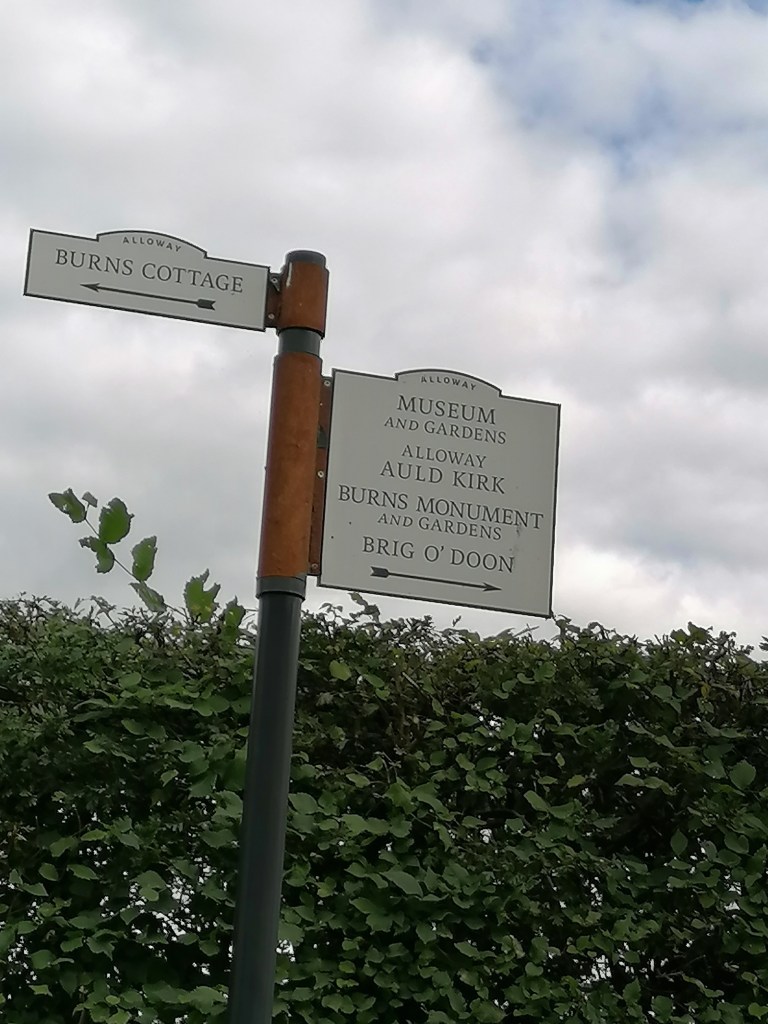 ALLOWAY
BURNS COTTAGE
ALLOWAY
MUSEUM
AND GARDENS
ALLOWAY
AULD KIRK
BURNS MONUMENT
AND GARDENS
BRIG O' DOON